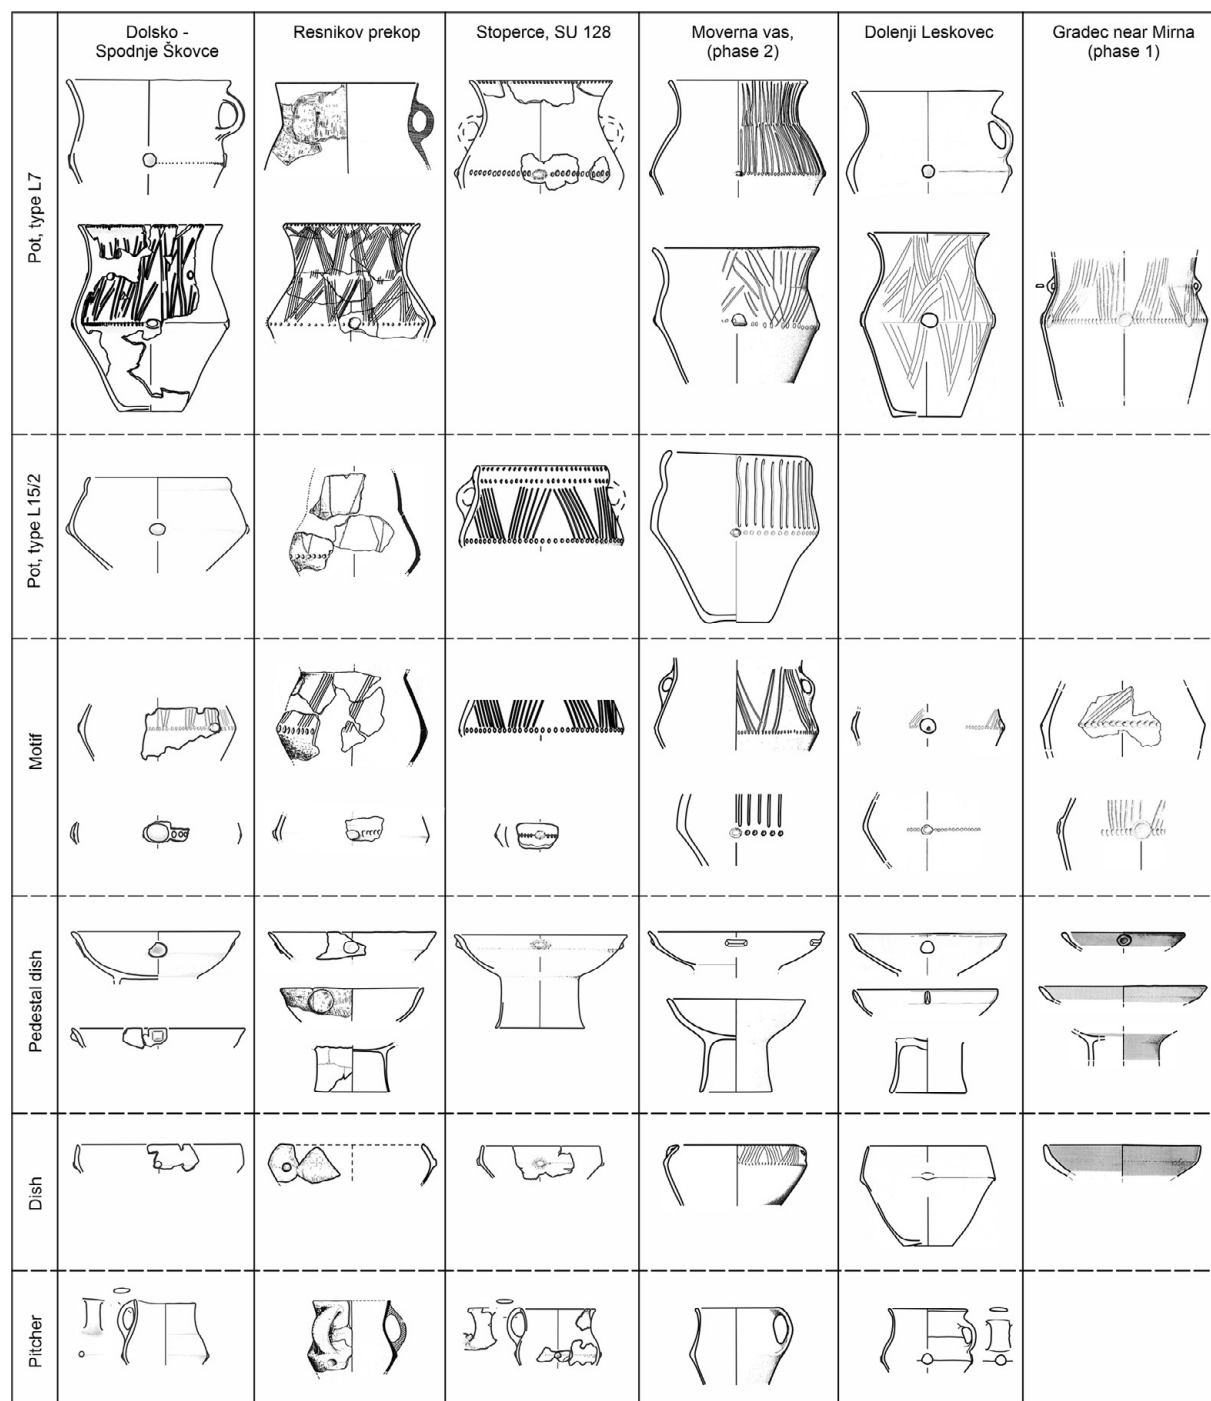 Dolsko -
Spodnje Škovce
Resnikov prekop
Stoperce, SU 128
Moverna vas,
(phase 2)
Dolenji Leskovec
Gradec near Mirna
(phase 1)
Pot, type L7
Pot, type L15/2
Motif
Pedestal dish
Dish
Pitcher